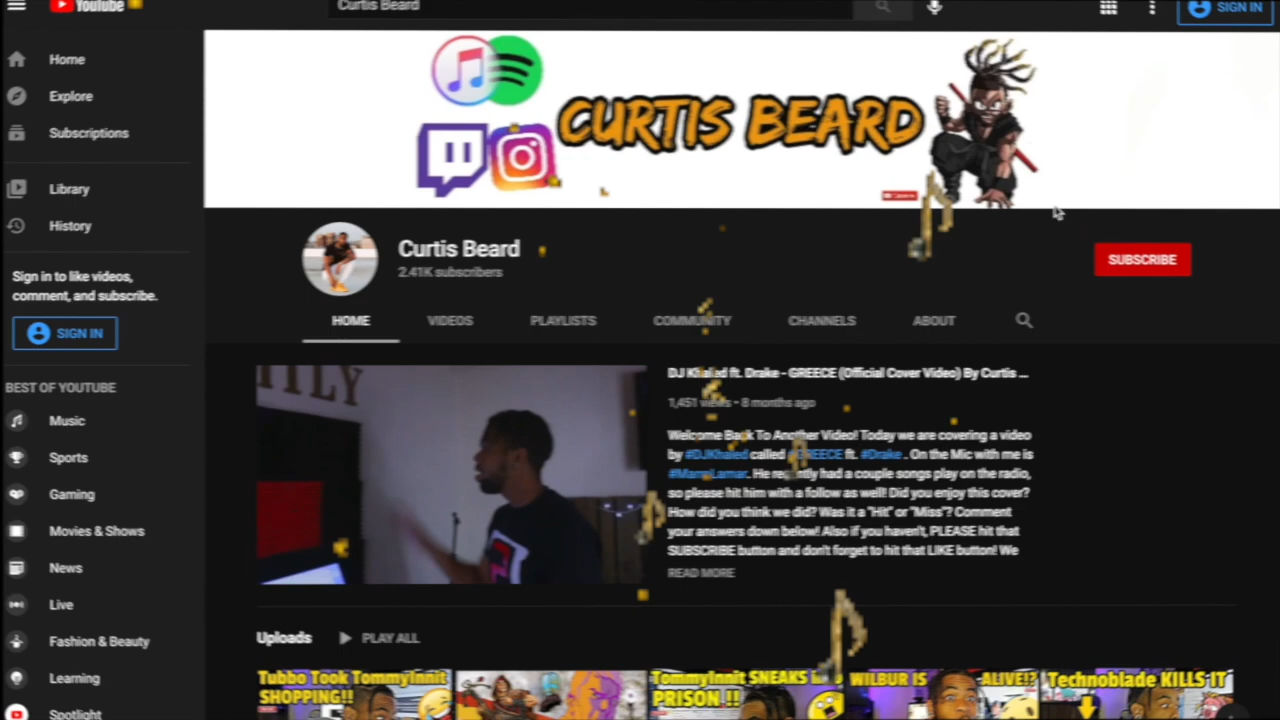 YouTube
Curtis Beard
SIGN IN
Home
Explore
Subscriptions
Library
History
Sign in to like videos,
comment, and subscribe.
SIGN IN
BEST OF YOUTUBE
Music
Sports
Gaming
Movies & Shows
News
Live
Fashion & Beauty
Learning
Spotlight
CURTIS BEARD
Curtis Beard
2.41K subscribers
SUBSCRIBE
HOME
VIDEOS
PLAYLISTS
COMMUNITY
CHANNELS
ABOUT
DJ Khaled ft. Drake - GREECE (Official Cover Video) By Curtis ...
1,451 views • 8 months ago
Welcome Back To Another Video! Today we are covering a video
by #DJKhaled called #GREECE ft. #Drake . On the Mic with me is
He recently had a couple songs play on the radio,
so please hit him with a follow as well! Did you enjoy this cover?
How did you think we did? Was it a "Hit" or "Miss"? Comment
your answers down below! Also if you haven't, PLEASE hit that
SUBSCRIBE button and don't forget to hit that LIKE button! We
READ MORE
Uploads
PLAY ALL
Tubbo Took TommyInnit
SHOPPING!!
TommyInnit SNEAKS
PRISON !!
WILBUR IS ALIVE!?
Technoblade KILLS IT